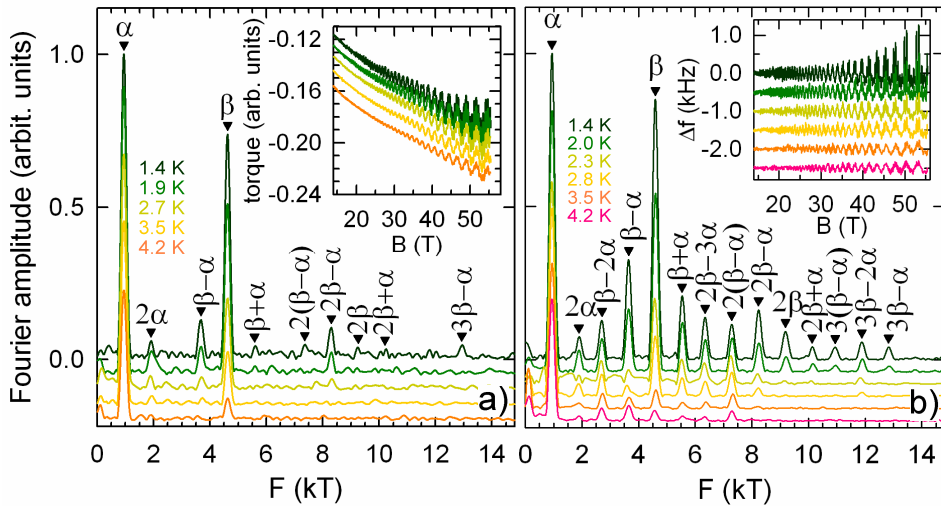 Fourier amplitude (arbit. units)
1.0
0.5
0.0
α
2α
β−α
β
β+α
2(β−α)
2β−α
2β
2β+α
3β−α
1.4 K
1.9 K
2.7 K
3.5 K
4.2 K
torque (arb. units)
-0.12
-0.16
-0.20
-0.24
20 30 40 50
B (T)
a)
0 2 4 6 8 10 12 14
F (kT)
α
2α
β−2α
β−α
β
β+α
2β−3α
2(β−α)
2β−α
2β
2β+α
3(β−α)
3β−2α
3β−α
1.4 K
2.0 K
2.3 K
2.8 K
3.5 K
4.2 K
Δf (kHz)
1.0
0.0
-1.0
-2.0
20 30 40 50
B (T)
b)
0 2 4 6 8 10 12 14
F (kT)